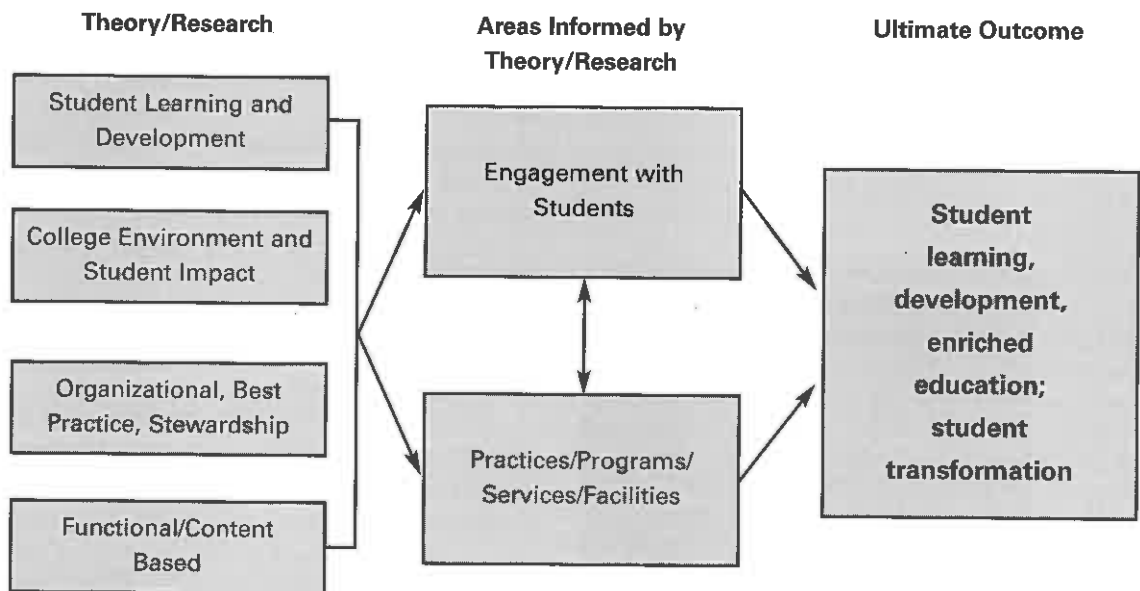 Theory/Research
Areas Informed by
Theory/Research
Ultimate Outcome
Student Learning and
Development
College Environment and
Student Impact
Organizational, Best
Practice, Stewardship
Functional/Content
Based
Engagement with
Students
Practices/Programs/
Services/Facilities
Student
learning,
development,
enriched
education;
student
transformation